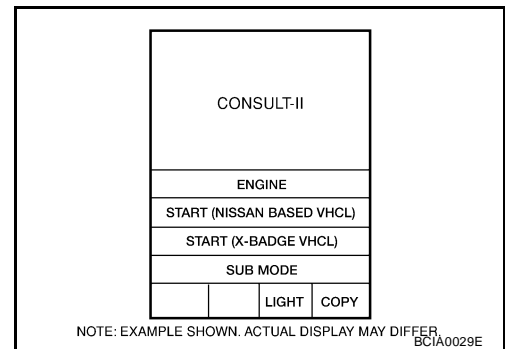 CONSULT-II
ENGINE
START (NISSAN BASED VHCL)
START (X-BADGE VHCL)
SUB MODE
LIGHT COPY
NOTE: EXAMPLE SHOWN. ACTUAL DISPLAY MAY DIFFER.
BCIA0029E